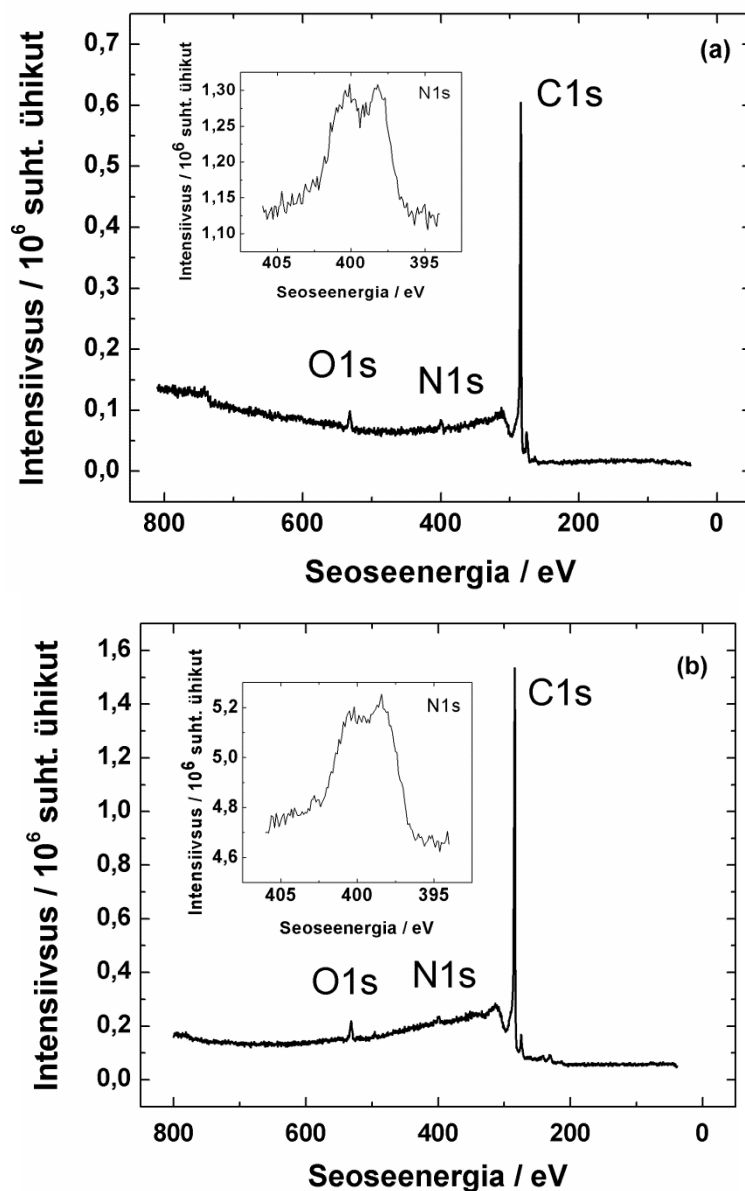 (a)
0,7
0,6
0,5
0,4
0,3
0,2
0,1
0,0
Intensiivsus / 10⁶ suht. ühikut
C1s
O1s
N1s
N1s
1,30
1,25
1,20
1,15
1,10
Intensiivsus / 10⁶ suht. ühikut
405 400 395
Seoseenergia / eV
800 600 400 200 0
Seoseenergia / eV
(b)
1,6
1,4
1,2
1,0
0,8
0,6
0,4
0,2
0,0
Intensiivsus / 10⁶ suht. ühikut
C1s
O1s
N1s
N1s
5,2
5,0
4,8
4,6
Intensiivsus / 10⁶ suht. ühikut
405 400 395
Seoseenergia / eV
800 600 400 200 0
Seoseenergia / eV